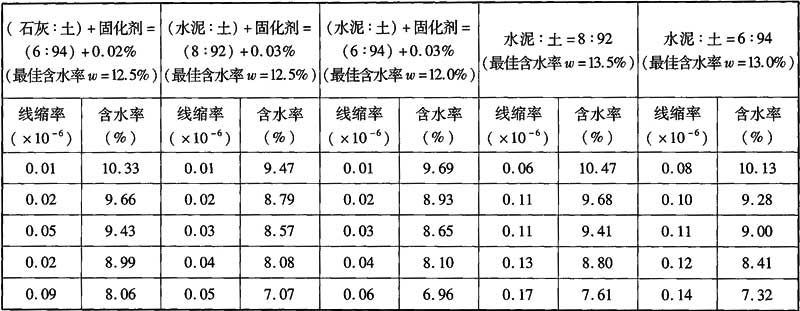 (石灰:土)+固化剂= (水泥:土)+固化剂= (水泥:土)+固化剂= 水泥:土=8:92 水泥:土=6:94
(6:94)+0.02% (8:92)+0.03% (6:94)+0.03% (最佳含水率w=13.5%) (最佳含水率w=13.0%)
(最佳含水率w=12.5%) (最佳含水率w=12.5%) (最佳含水率w=12.0%)
线缩率 含水率 线缩率 含水率 线缩率 含水率 线缩率 含水率 线缩率 含水率
(×10⁻⁶) (%) (×10⁻⁶) (%) (×10⁻⁶) (%) (×10⁻⁶) (%) (×10⁻⁶) (%)
0.01 10.33 0.01 9.47 0.01 9.69 0.06 10.47 0.08 10.13
0.02 9.66 0.02 8.79 0.02 8.93 0.11 9.68 0.10 9.28
0.05 9.43 0.03 8.57 0.03 8.65 0.11 9.41 0.11 9.00
0.02 8.99 0.04 8.08 0.04 8.10 0.13 8.80 0.12 8.41
0.09 8.06 0.05 7.07 0.06 6.96 0.17 7.61 0.14 7.32